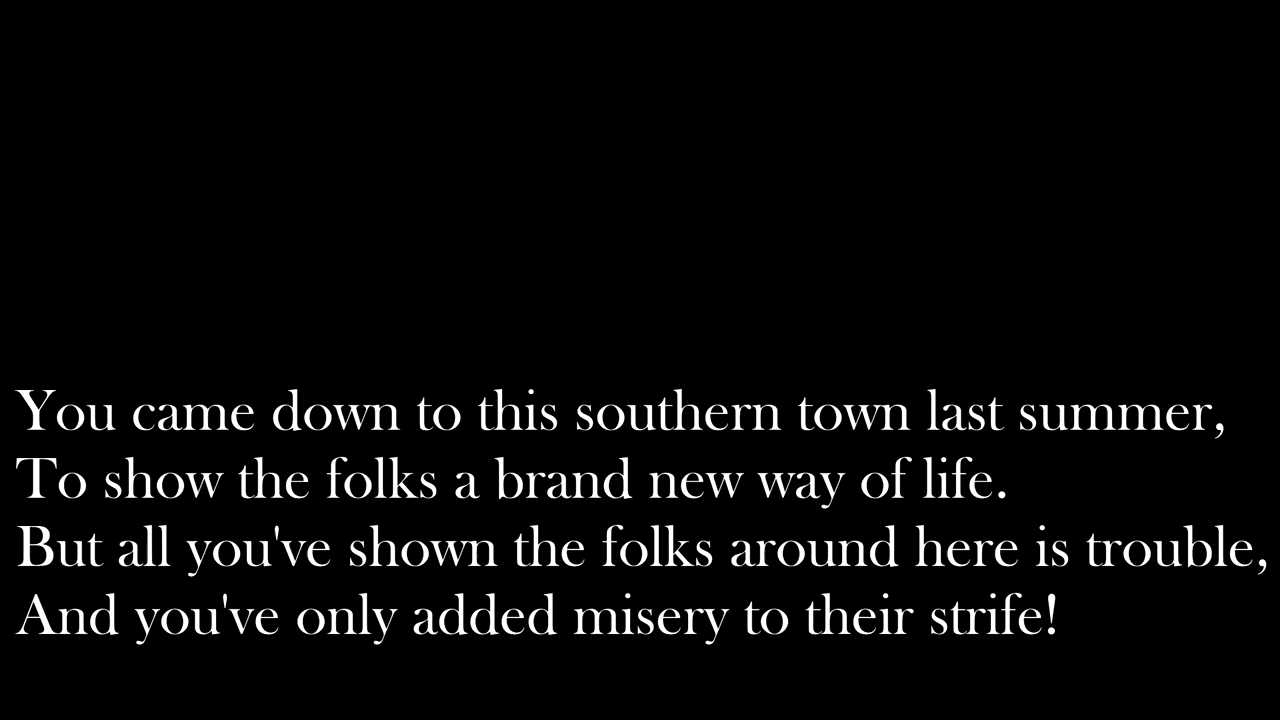 You came down to this southern town last summer,
To show the folks a brand new way of life.
But all you've shown the folks around here is trouble,
And you've only added misery to their strife!